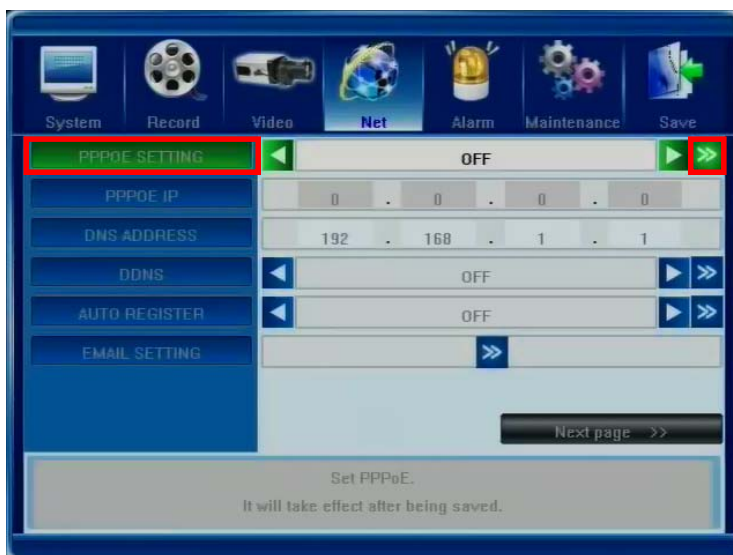 System Record Video Net Alarm Maintenance Save
PPPOE SETTING OFF
PPPOE IP 0 . 0 . 0 . 0
DNS ADDRESS 192 . 168 . 1 . 1
DDNS OFF
AUTO REGISTER OFF
EMAIL SETTING
Next page >>
Set PPPoE.
It will take effect after being saved.